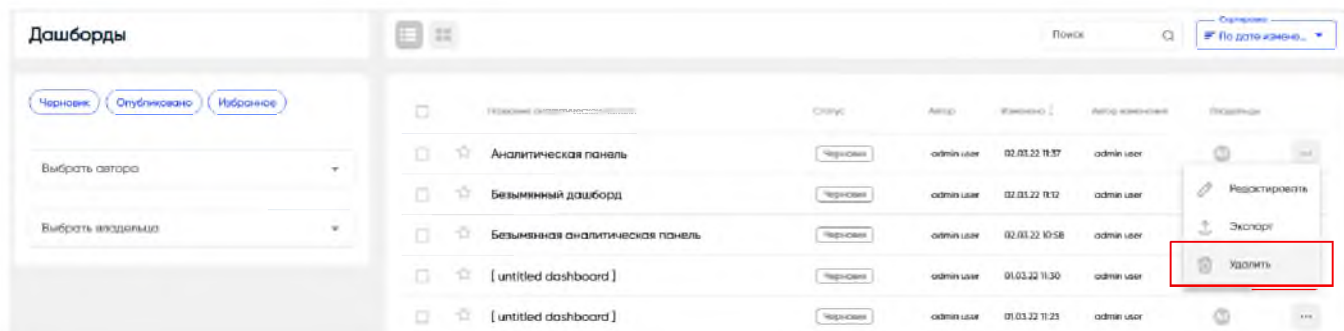 Дашборды
Поиск
Сортировка
По дате измене...
Черновик Опубликовано Избранное
Выбрать автора
Выбрать владельца
Название
Статус Автор Изменено Автор изменения Владельцы
Аналитическая панель Черновик admin user 02.03.22 11:37 admin user
Безымянный дашборд Черновик admin user 02.03.22 11:12 admin user
Безымянная аналитическая панель Черновик admin user 02.03.22 10:58 admin user
[ untitled dashboard ] Черновик admin user 01.03.22 11:30 admin user
[ untitled dashboard ] Черновик admin user 01.03.22 11:23 admin user
Редактировать
Экспорт
Удалить